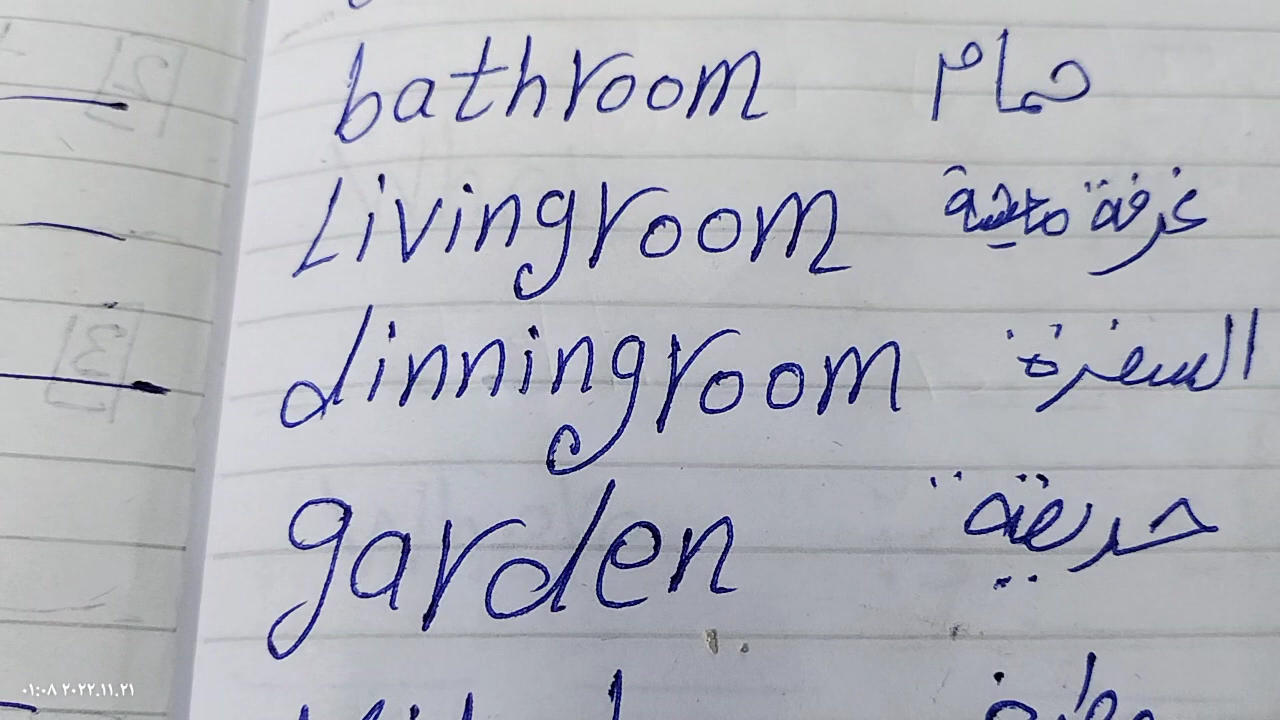 bathroom حمام
Livingroom غرفة معيشة
dinningroom السفرة
garden حديقة
٠١:٠٨ ٢٠٢٢.١١.٢١